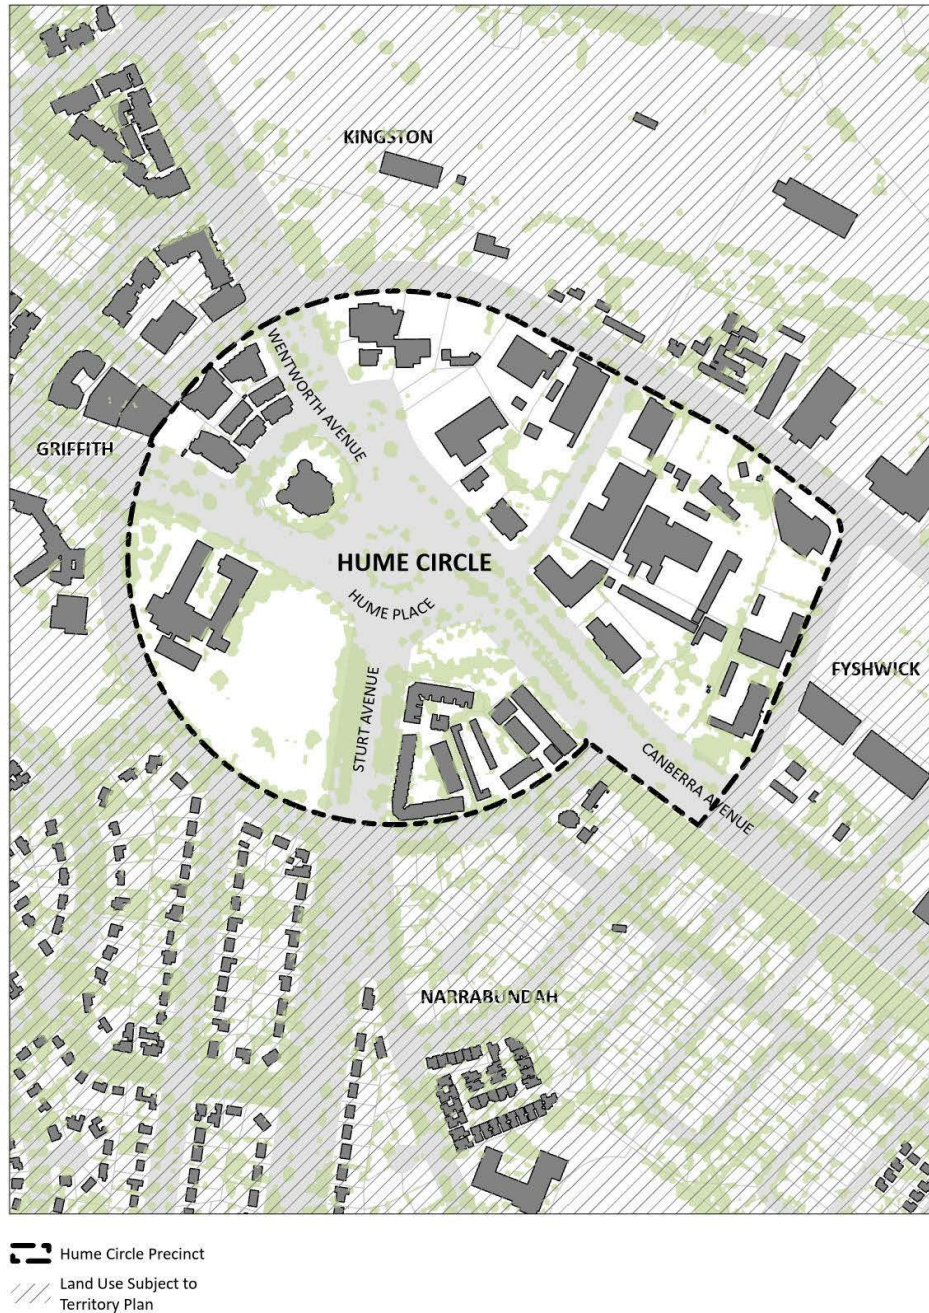 KINGSTON
WENTWORTH AVENUE
GRIFFITH
HUME CIRCLE
HUME PLACE
FYSHWICK
STURT AVENUE
CANBERRA AVENUE
NARRABUNDAH
Hume Circle Precinct
Land Use Subject to
Territory Plan